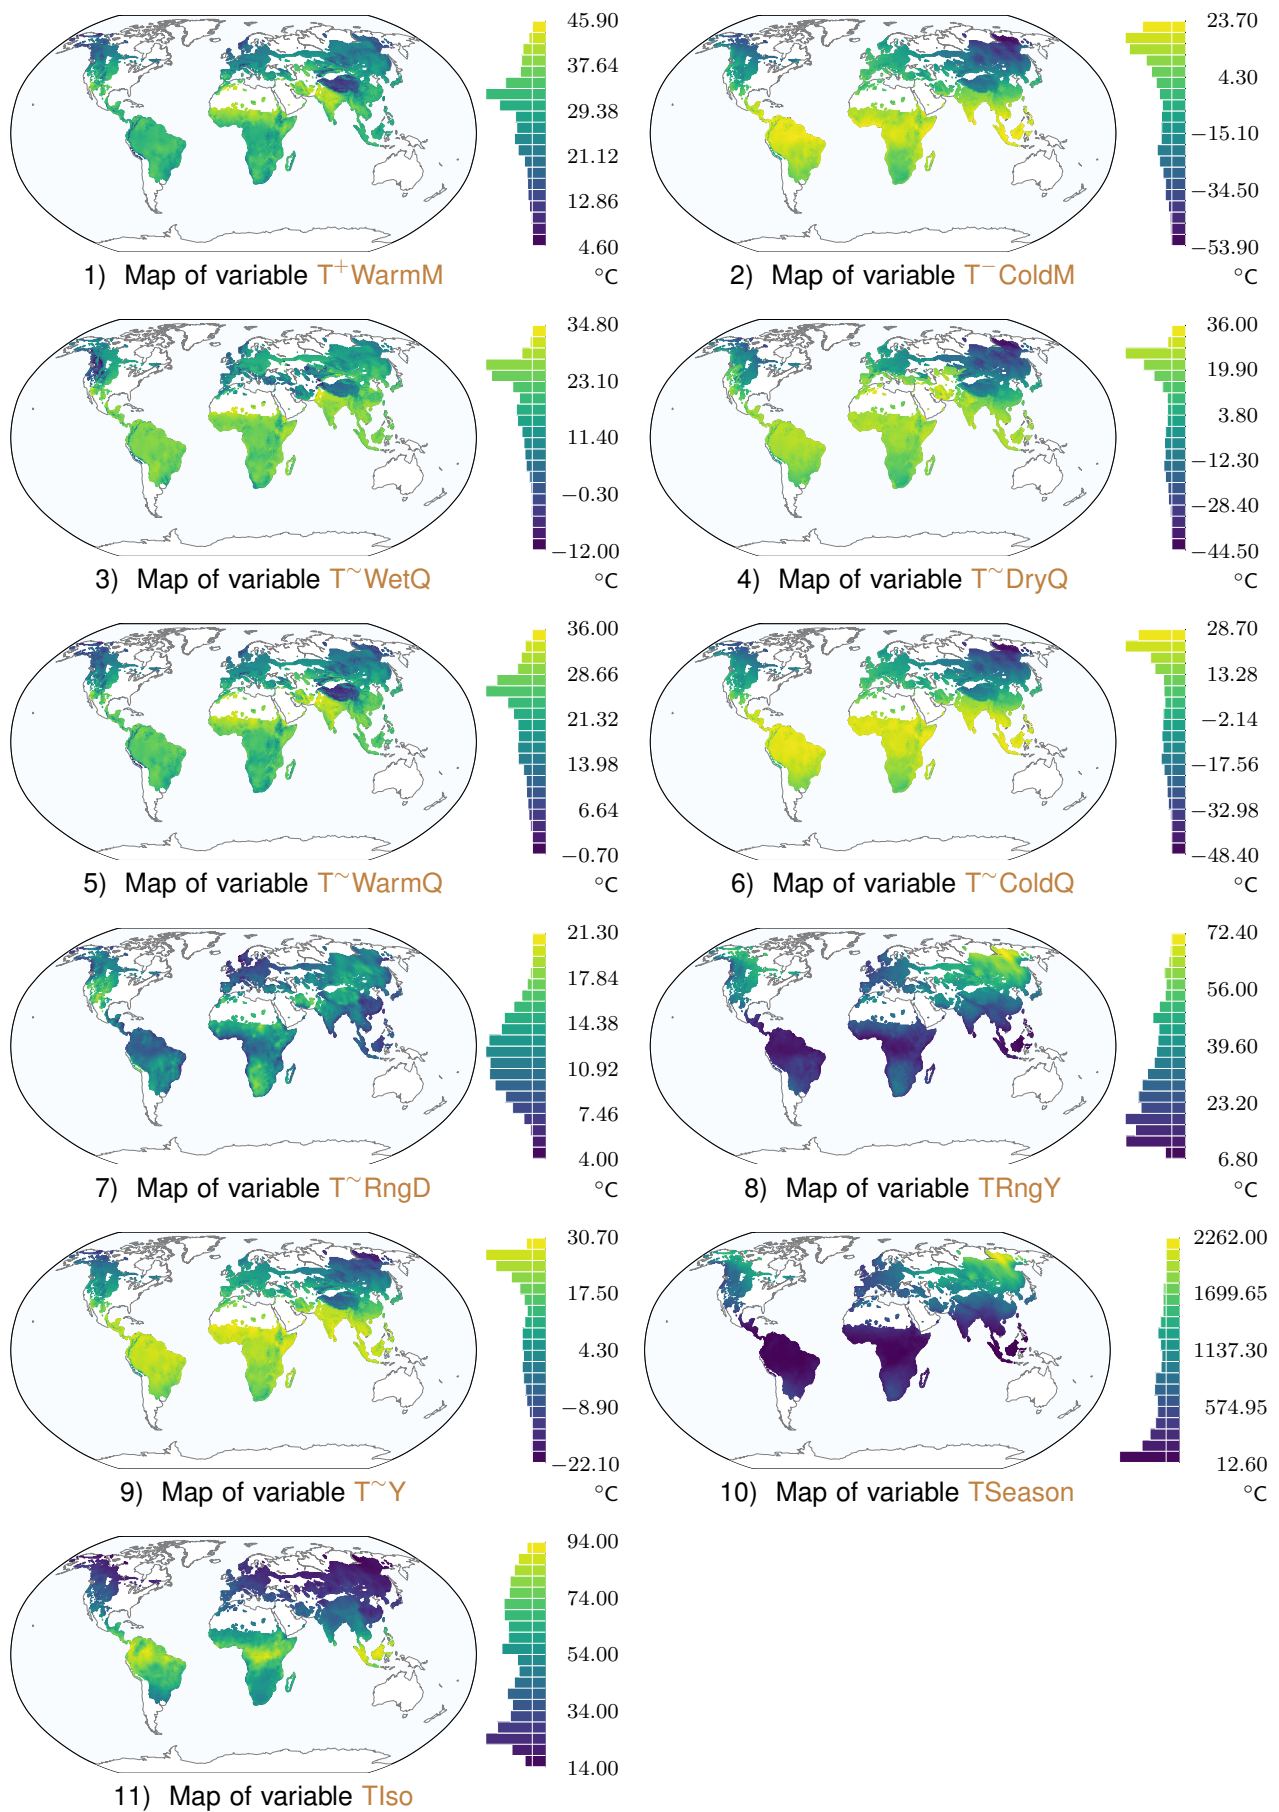 45.90
37.64
29.38
21.12
12.86
4.60
°C
1) Map of variable T⁺WarmM
23.70
4.30
−15.10
−34.50
−53.90
°C
2) Map of variable T⁻ColdM
34.80
23.10
11.40
−0.30
−12.00
°C
3) Map of variable T~WetQ
36.00
19.90
3.80
−12.30
−28.40
−44.50
°C
4) Map of variable T~DryQ
36.00
28.66
21.32
13.98
6.64
−0.70
°C
5) Map of variable T~WarmQ
28.70
13.28
−2.14
−17.56
−32.98
−48.40
°C
6) Map of variable T~ColdQ
21.30
17.84
14.38
10.92
7.46
4.00
°C
7) Map of variable T~RngD
72.40
56.00
39.60
23.20
6.80
°C
8) Map of variable TRngY
30.70
17.50
4.30
−8.90
−22.10
°C
9) Map of variable T~Y
2262.00
1699.65
1137.30
574.95
12.60
°C
10) Map of variable TSeason
94.00
74.00
54.00
34.00
14.00
11) Map of variable TIso